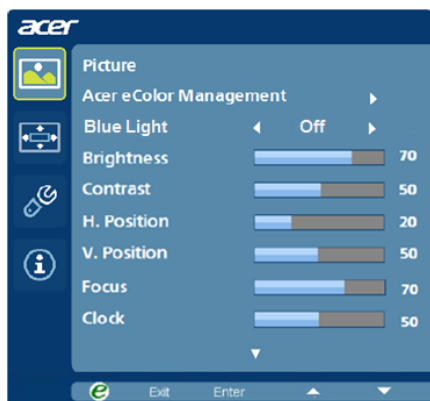 acer
Picture
Acer eColor Management
Blue Light Off
Brightness 70
Contrast 50
H. Position 20
V. Position 50
Focus 70
Clock 50
e Exit Enter